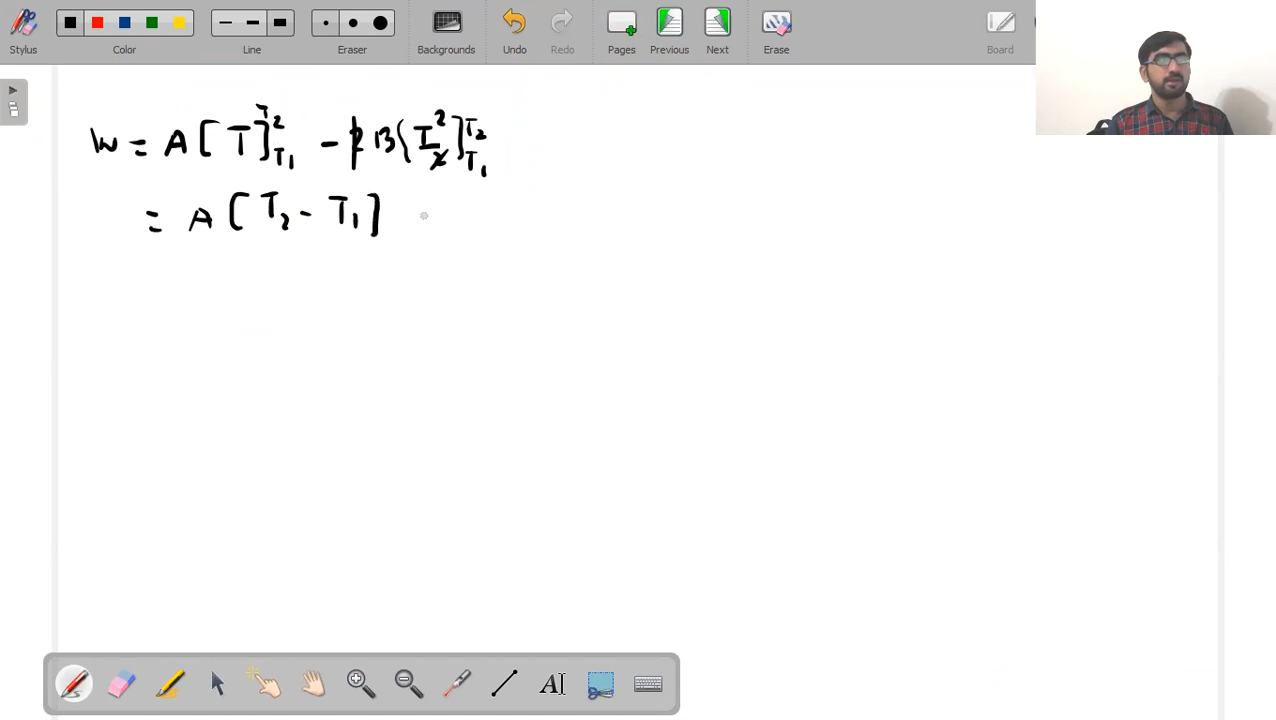 Stylus
Color
Line
Eraser
Backgrounds
Undo
Redo
Pages
Previous
Next
Erase
Board
W = A [T]_{T_1}^{T_2} - 2B [T^2/2]_{T_1}^{T_2}
= A [T_2 - T_1]